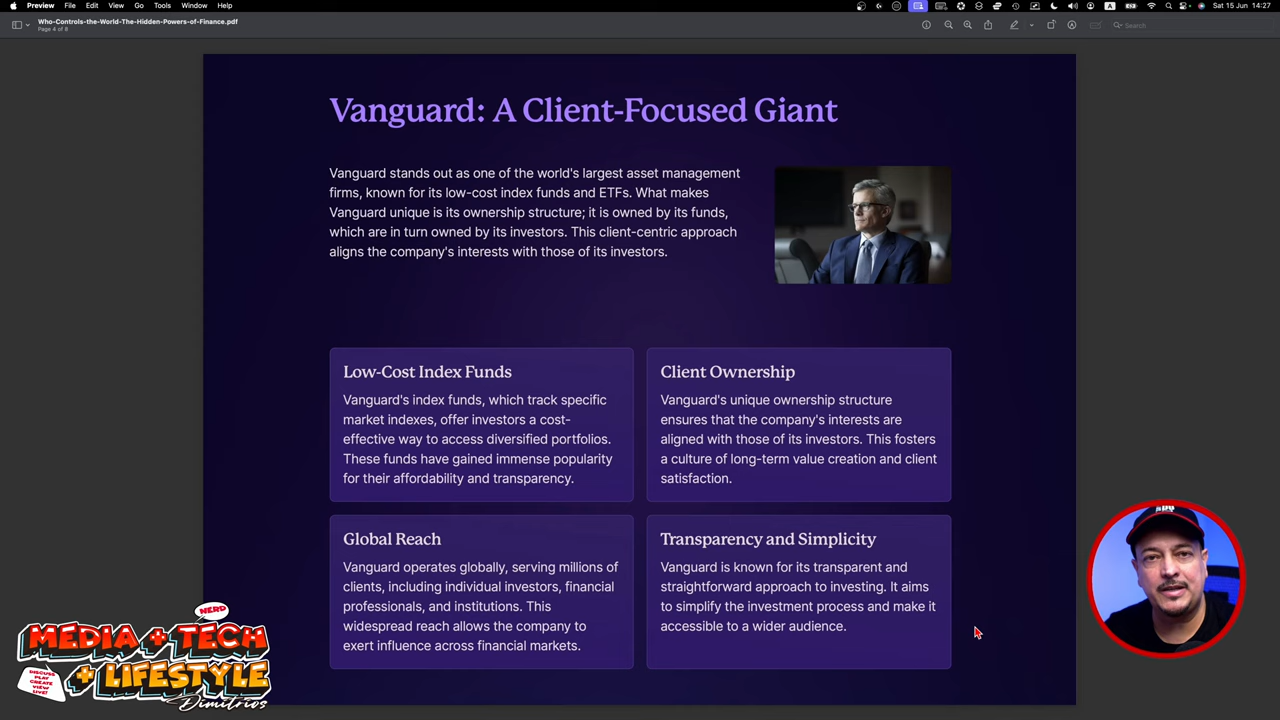 Preview File Edit View Go Tools Window Help
Sat 15 Jun 14:27
Who-Controls-the-World-The-Hidden-Powers-of-Finance.pdf
Page 4 of 8
Search
Vanguard: A Client-Focused Giant
Vanguard stands out as one of the world's largest asset management
firms, known for its low-cost index funds and ETFs. What makes
Vanguard unique is its ownership structure; it is owned by its funds,
which are in turn owned by its investors. This client-centric approach
aligns the company's interests with those of its investors.
Low-Cost Index Funds
Vanguard's index funds, which track specific
market indexes, offer investors a cost-
effective way to access diversified portfolios.
These funds have gained immense popularity
for their affordability and transparency.
Client Ownership
Vanguard's unique ownership structure
ensures that the company's interests are
aligned with those of its investors. This fosters
a culture of long-term value creation and client
satisfaction.
Global Reach
Vanguard operates globally, serving millions of
clients, including individual investors, financial
professionals, and institutions. This
widespread reach allows the company to
exert influence across financial markets.
Transparency and Simplicity
Vanguard is known for its transparent and
straightforward approach to investing. It aims
to simplify the investment process and make it
accessible to a wider audience.
NERD
MEDIA + TECH
+ LIFESTYLE
DISCUSS
PLAY
CREATE
VIEW
LIVE!
Dimitrios